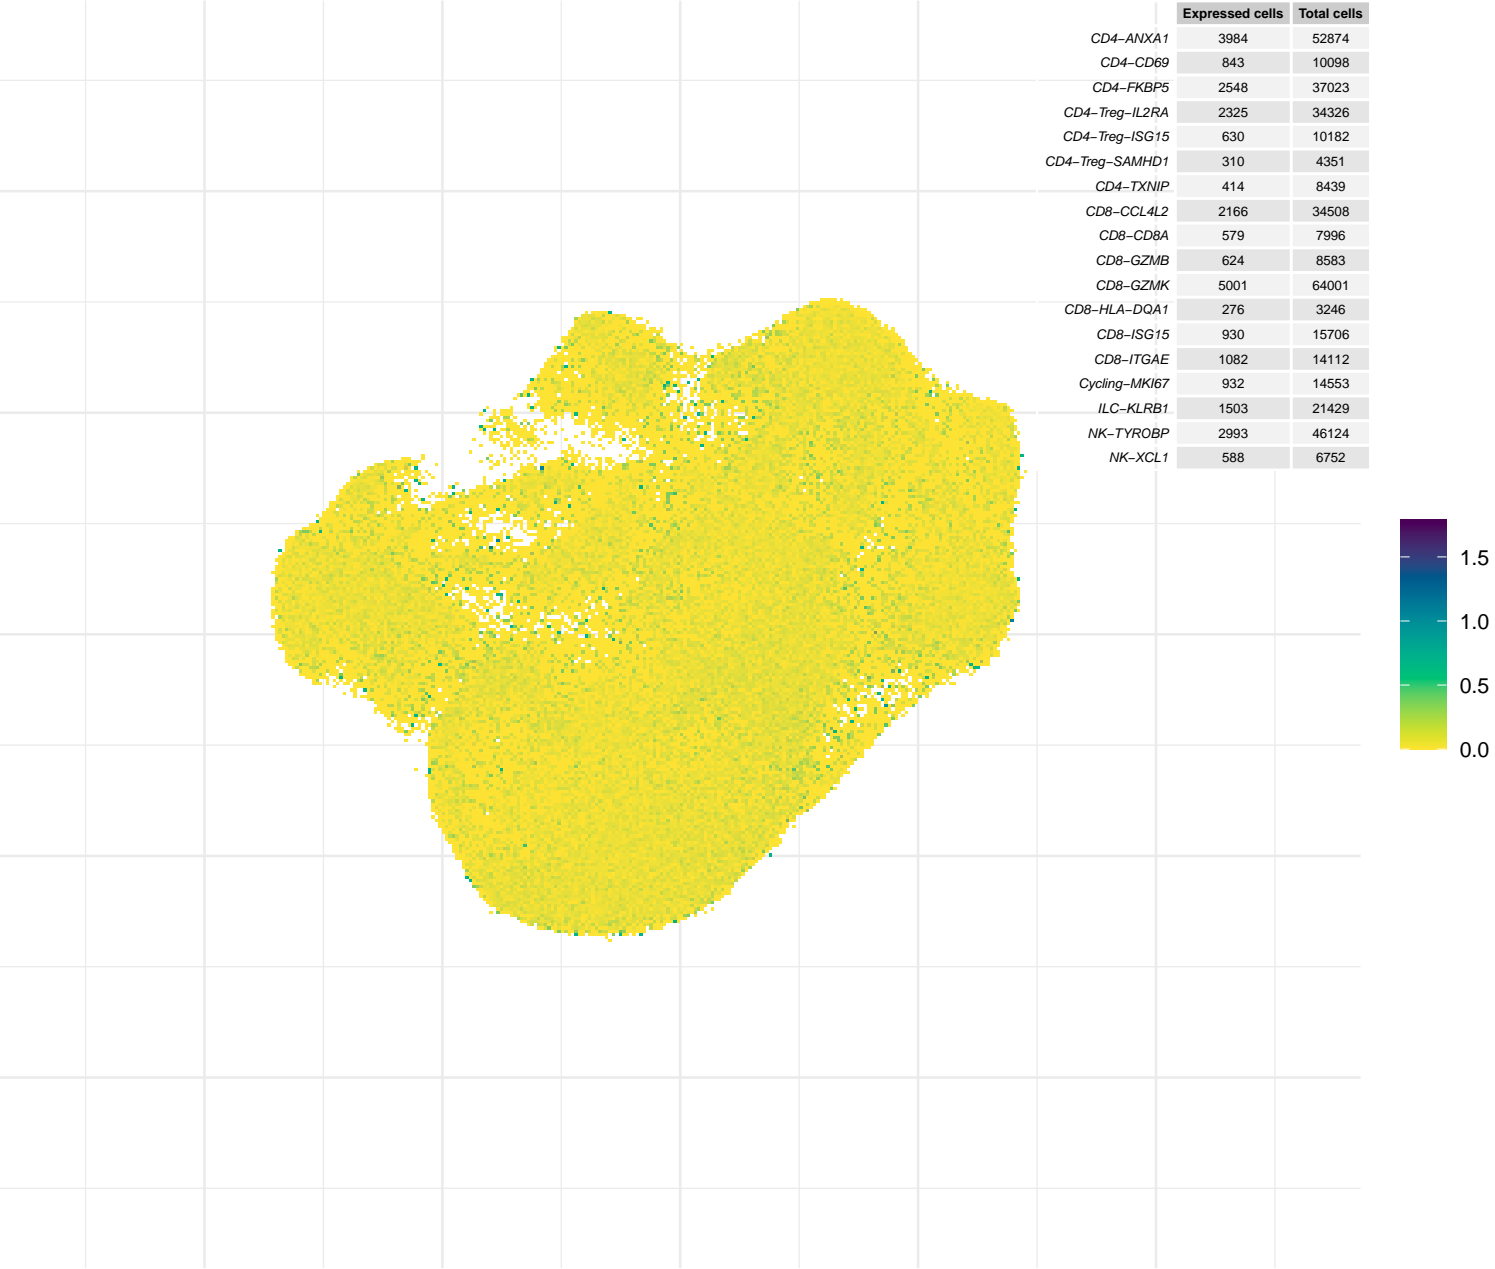 Expressed cells Total cells
CD4−ANXA1 3984 52874
CD4−CD69 843 10098
CD4−FKBP5 2548 37023
CD4−Treg−IL2RA 2325 34326
CD4−Treg−ISG15 630 10182
CD4−Treg−SAMHD1 310 4351
CD4−TXNIP 414 8439
CD8−CCL4L2 2166 34508
CD8−CD8A 579 7996
CD8−GZMB 624 8583
CD8−GZMK 5001 64001
CD8−HLA−DQA1 276 3246
CD8−ISG15 930 15706
CD8−ITGAE 1082 14112
Cycling−MKI67 932 14553
ILC−KLRB1 1503 21429
NK−TYROBP 2993 46124
NK−XCL1 588 6752
1.5
1.0
0.5
0.0